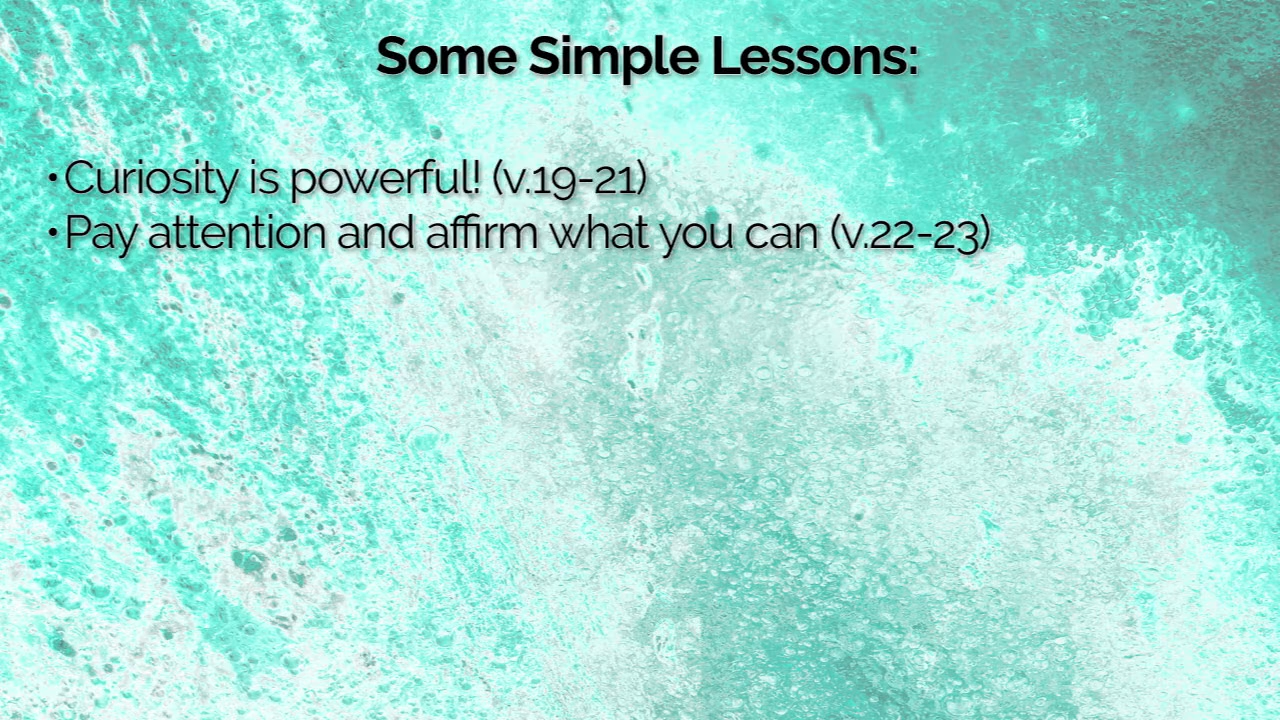 Some Simple Lessons:
•Curiosity is powerful! (v.19-21)
•Pay attention and affirm what you can (v.22-23)